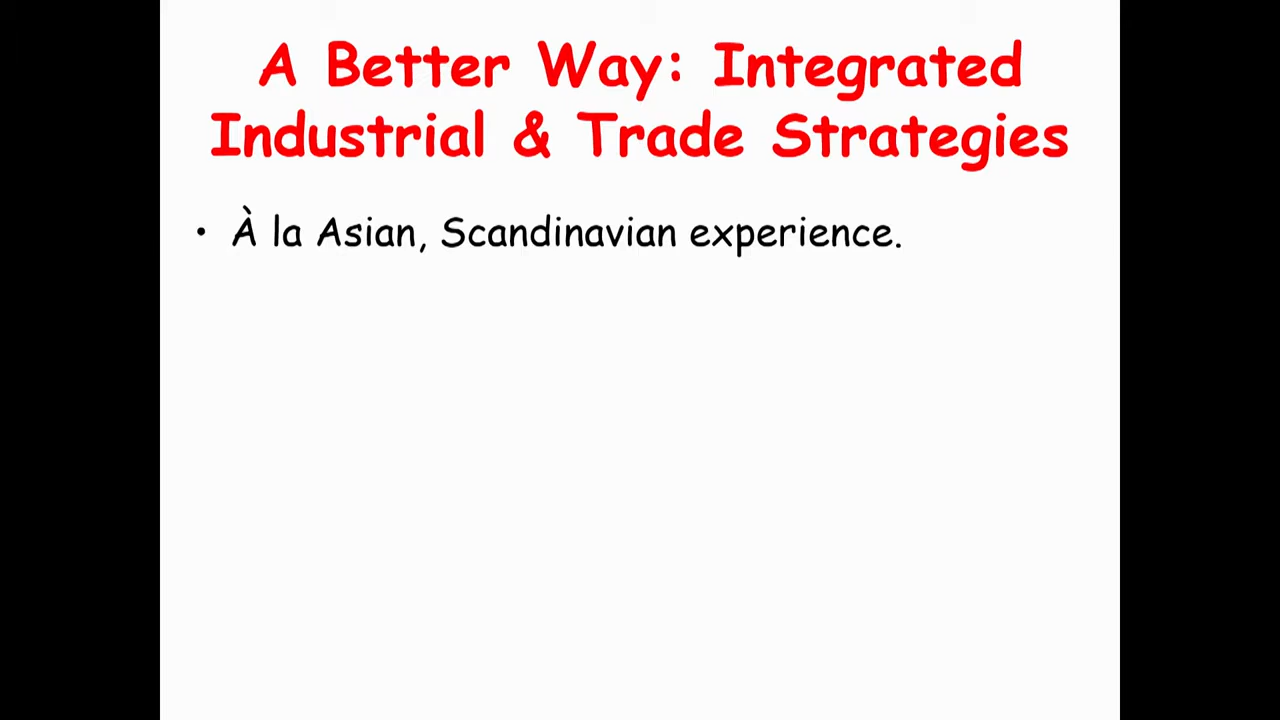 A Better Way: Integrated
Industrial & Trade Strategies
• À la Asian, Scandinavian experience.